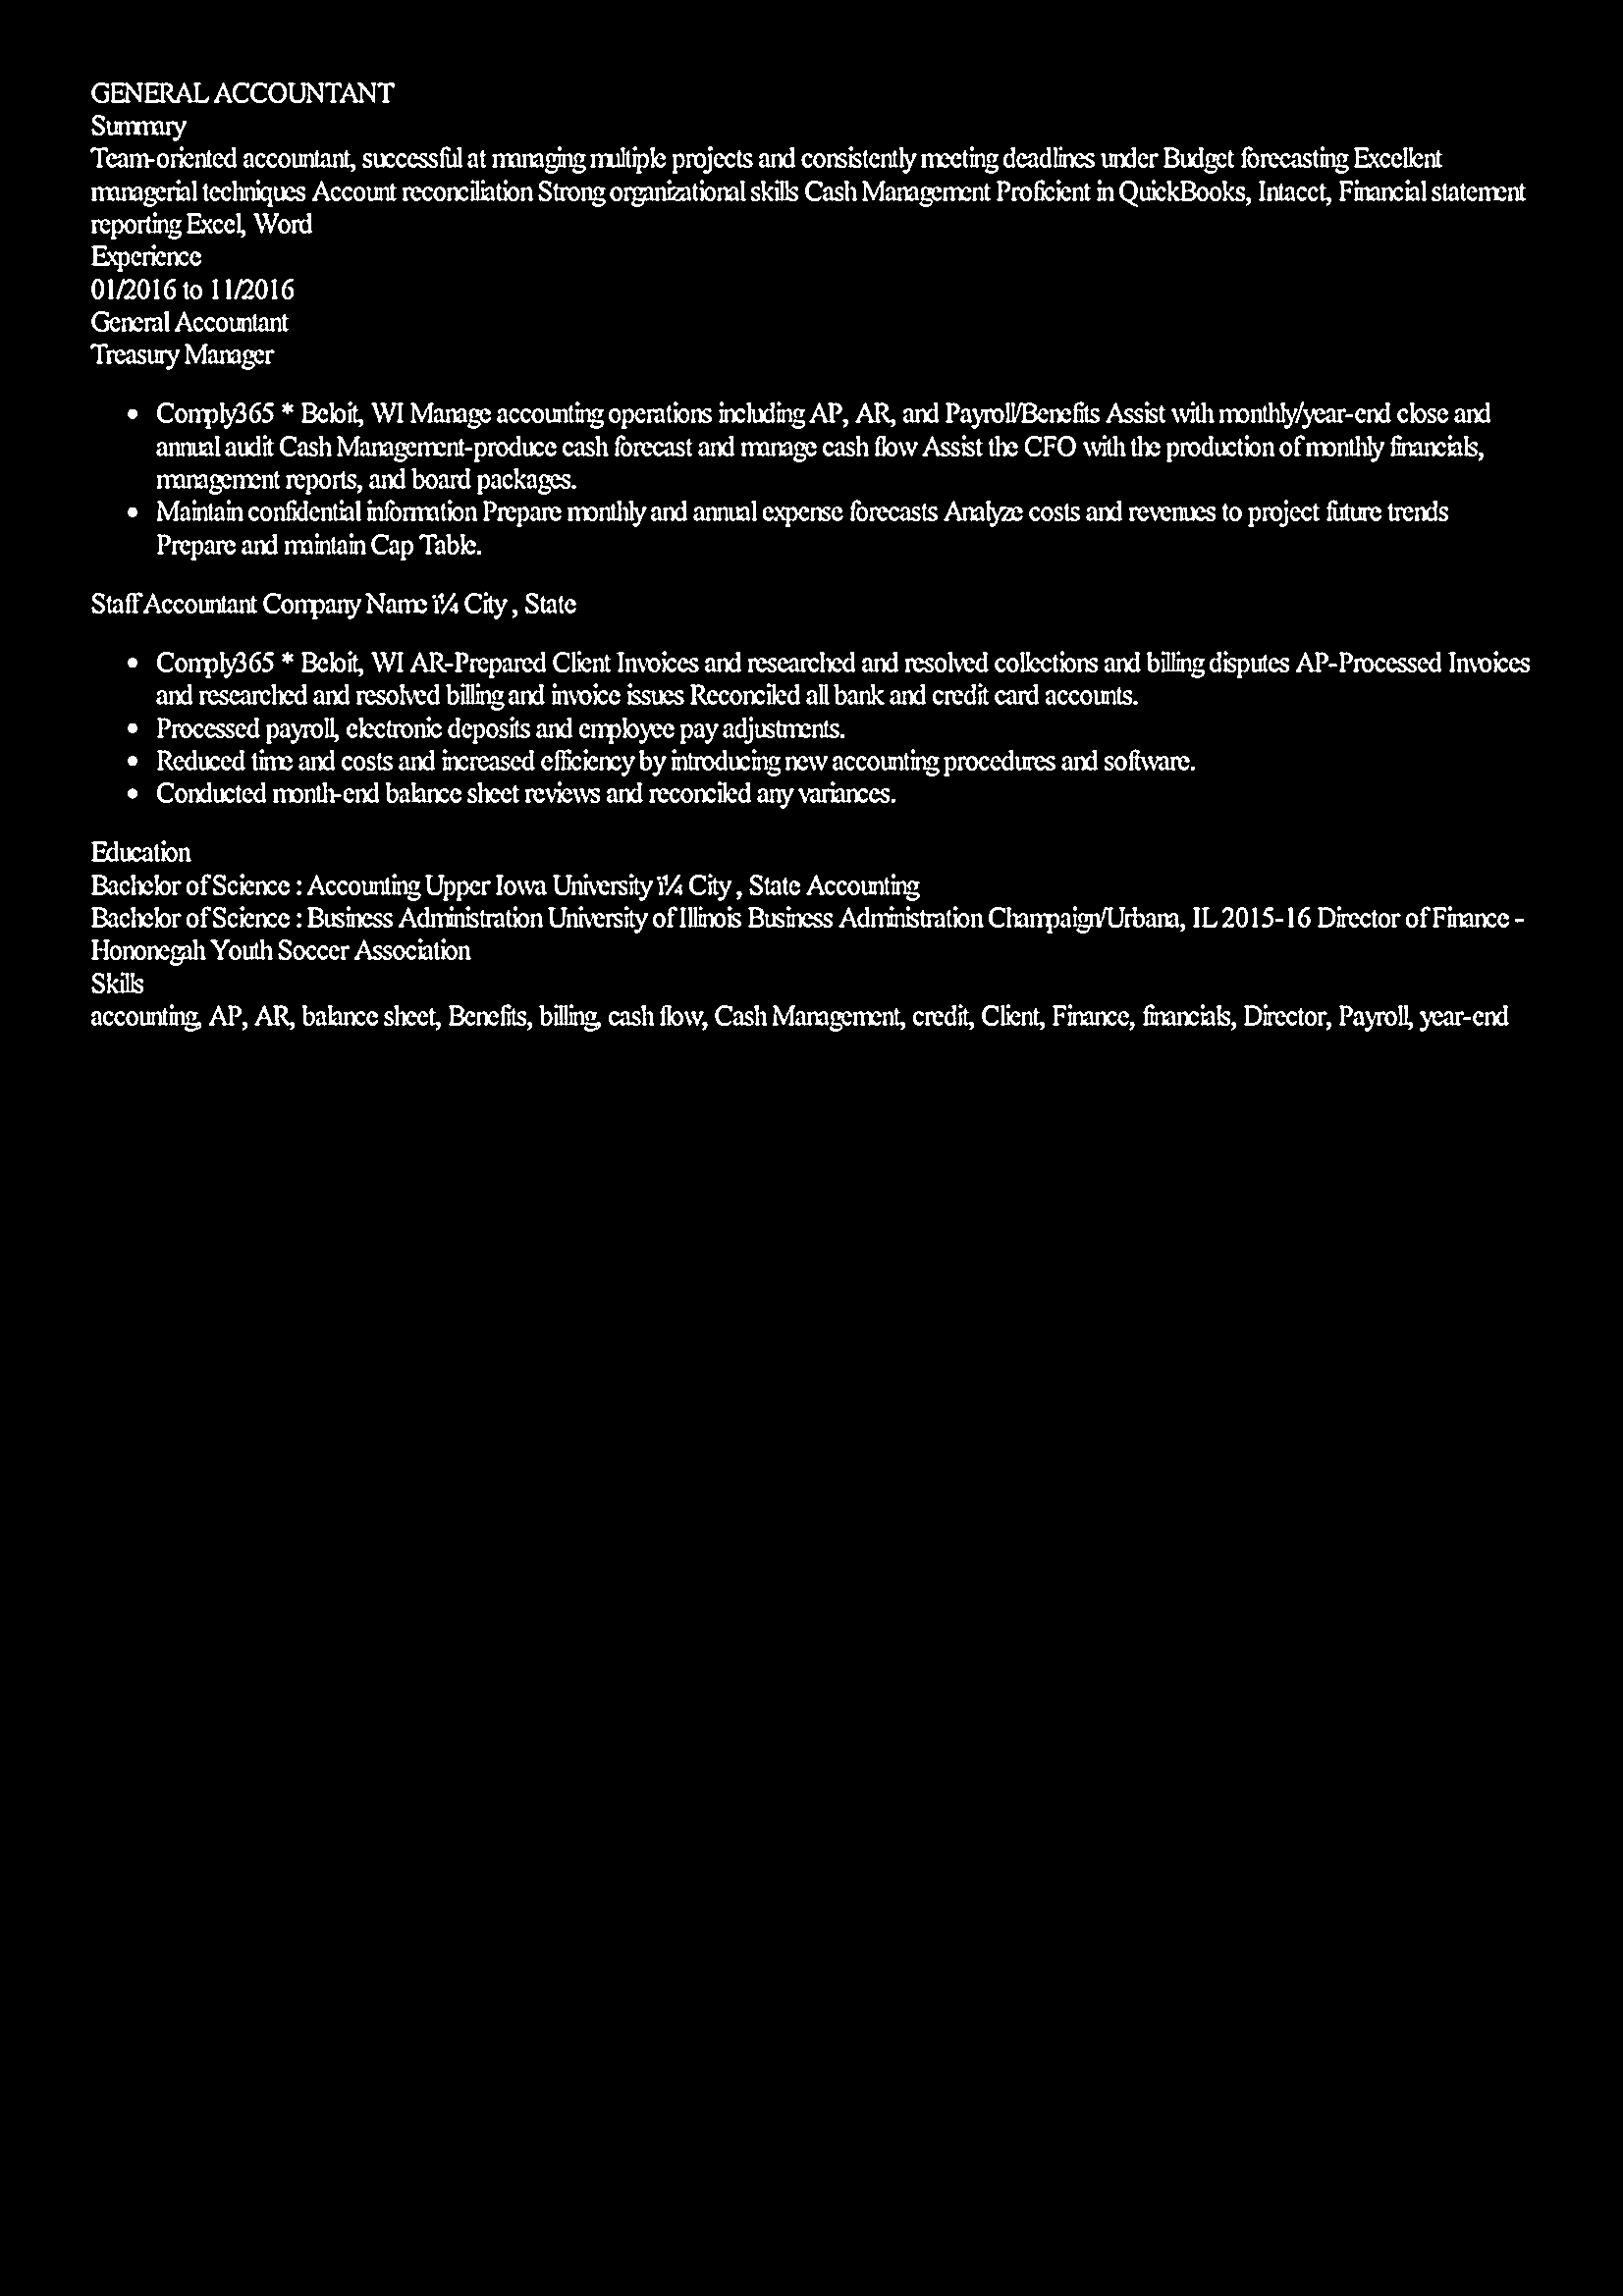 GENERAL ACCOUNTANT
Summary
Team-oriented accountant, successful at managing multiple projects and consistently meeting deadlines under Budget forecasting Excellent
managerial techniques Account reconciliation Strong organizational skills Cash Management Proficient in QuickBooks, Intacct, Financial statement
reporting Excel, Word
Experience
01/2016 to 11/2016
General Accountant
Treasury Manager
• Comply365 * Beloit, WI Manage accounting operations including AP, AR, and Payroll/Benefits Assist with monthly/year-end close and
annual audit Cash Management-produce cash forecast and manage cash flow Assist the CFO with the production of monthly financials,
management reports, and board packages.
• Maintain confidential information Prepare monthly and annual expense forecasts Analyze costs and revenues to project future trends
Prepare and maintain Cap Table.
Staff Accountant Company Name ï¼ City , State
• Comply365 * Beloit, WI AR-Prepared Client Invoices and researched and resolved collections and billing disputes AP-Processed Invoices
and researched and resolved billing and invoice issues Reconciled all bank and credit card accounts.
• Processed payroll, electronic deposits and employee pay adjustments.
• Reduced time and costs and increased efficiency by introducing new accounting procedures and software.
• Conducted month-end balance sheet reviews and reconciled any variances.
Education
Bachelor of Science : Accounting Upper Iowa University ï¼ City , State Accounting
Bachelor of Science : Business Administration University of Illinois Business Administration Champaign/Urbana, IL 2015-16 Director of Finance -
Hononegah Youth Soccer Association
Skills
accounting, AP, AR, balance sheet, Benefits, billing, cash flow, Cash Management, credit, Client, Finance, financials, Director, Payroll, year-end